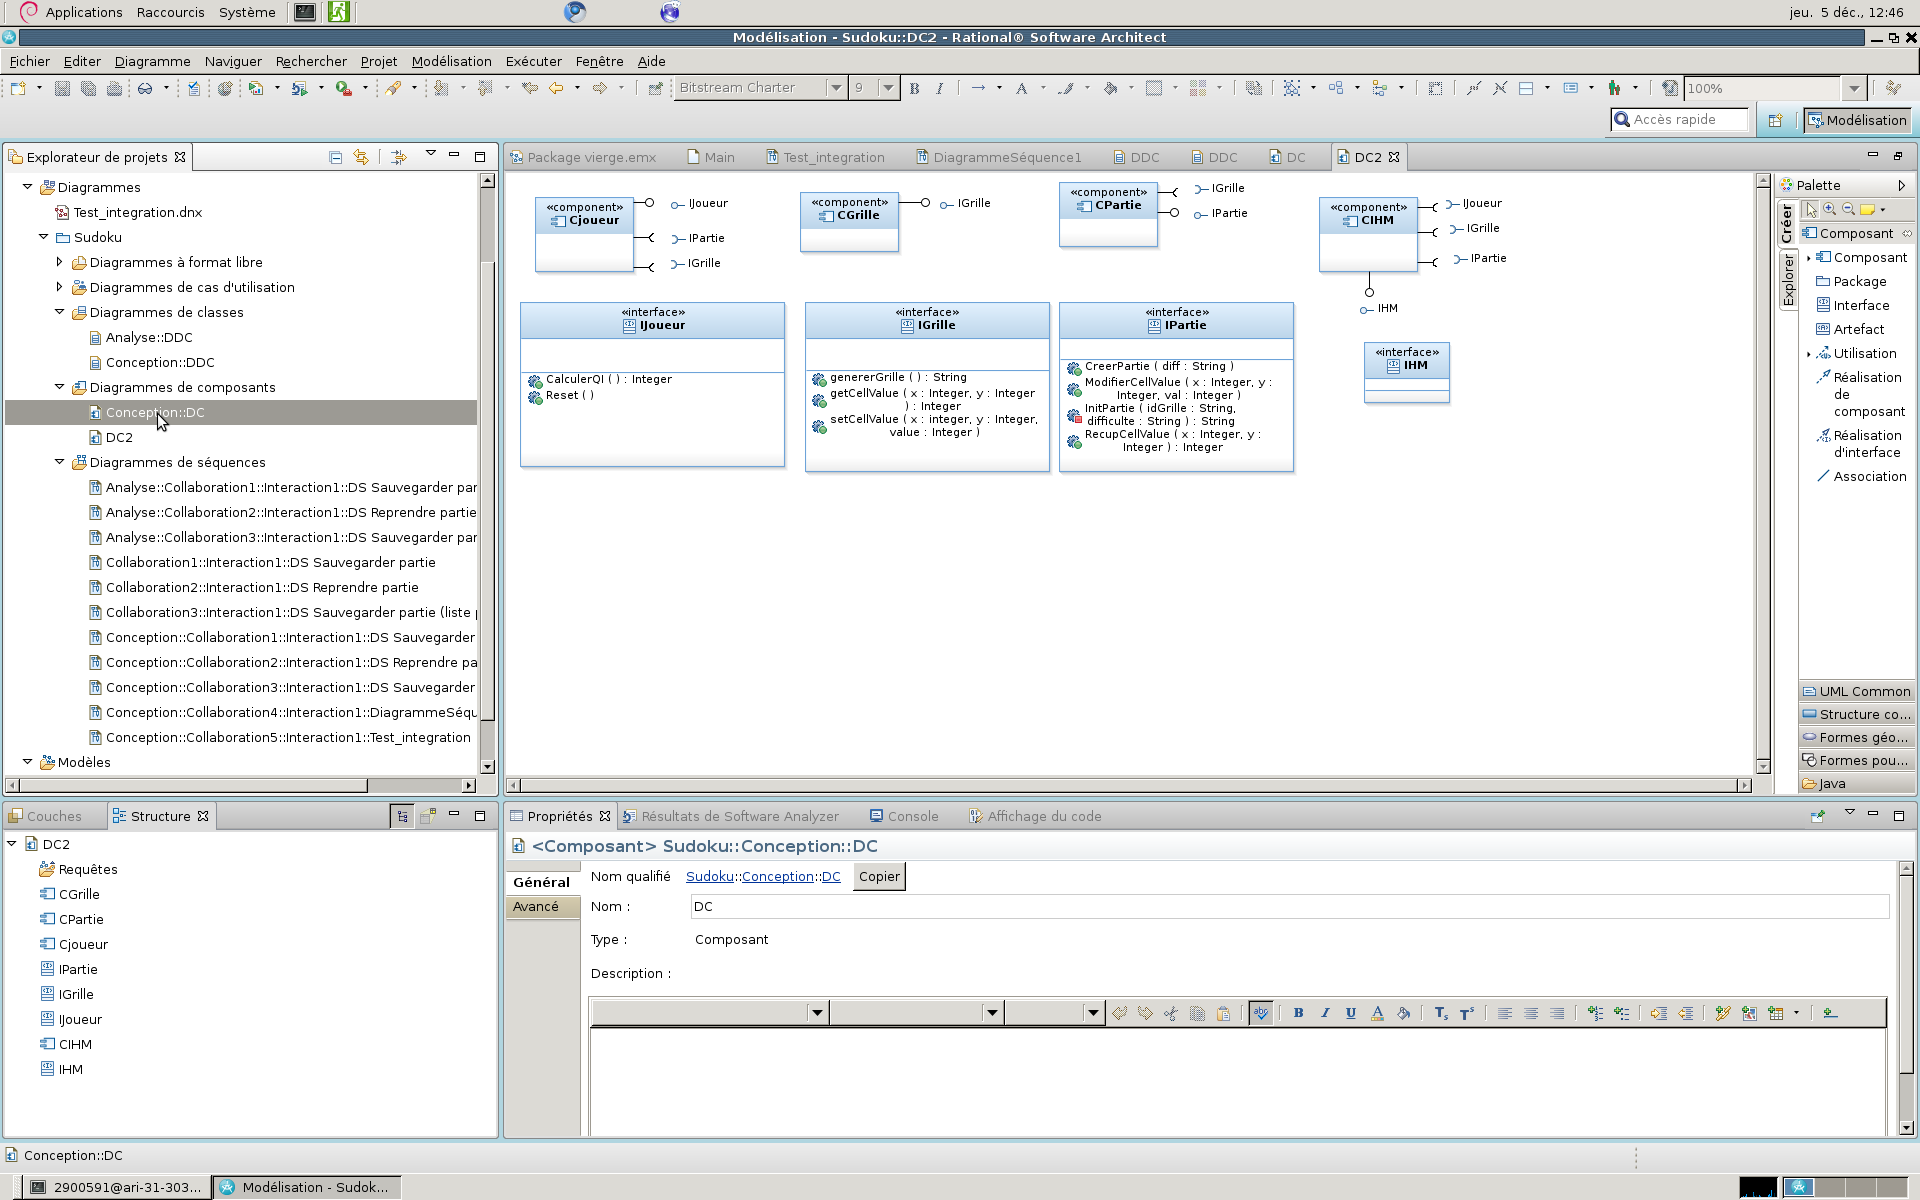 Applications Raccourcis Système jeu. 5 déc., 12:46
Modélisation - Sudoku::DC2 - Rational® Software Architect
Fichier Editer Diagramme Naviguer Rechercher Projet Modélisation Exécuter Fenêtre Aide
Bitstream Charter 9 100%
Accès rapide Modélisation
Explorateur de projets
Diagrammes
Test_integration.dnx
Sudoku
Diagrammes à format libre
Diagrammes de cas d'utilisation
Diagrammes de classes
Analyse::DDC
Conception::DDC
Diagrammes de composants
Conception::DC
DC2
Diagrammes de séquences
Analyse::Collaboration1::Interaction1::DS Sauvegarder par
Analyse::Collaboration2::Interaction1::DS Reprendre partie
Analyse::Collaboration3::Interaction1::DS Sauvegarder par
Collaboration1::Interaction1::DS Sauvegarder partie
Collaboration2::Interaction1::DS Reprendre partie
Collaboration3::Interaction1::DS Sauvegarder partie (liste
Conception::Collaboration1::Interaction1::DS Sauvegarder
Conception::Collaboration2::Interaction1::DS Reprendre pa
Conception::Collaboration3::Interaction1::DS Sauvegarder
Conception::Collaboration4::Interaction1::DiagrammeSéqu
Conception::Collaboration5::Interaction1::Test_integration
Modèles
Package vierge.emx Main Test_integration DiagrammeSéquence1 DDC DDC DC DC2
«component»
Cjoueur
IJoueur
IPartie
IGrille
«component»
CGrille
IGrille
«component»
CPartie
IGrille
IPartie
«component»
CIHM
IJoueur
IGrille
IPartie
IHM
«interface»
IJoueur
CalculerQI ( ) : Integer
Reset ( )
«interface»
IGrille
genererGrille ( ) : String
getCellValue ( x : Integer, y : Integer
) : Integer
setCellValue ( x : integer, y : Integer,
value : Integer )
«interface»
IPartie
CreerPartie ( diff : String )
ModifierCellValue ( x : Integer, y :
Integer, val : Integer )
InitPartie ( idGrille : String,
difficulte : String ) : String
RecupCellValue ( x : Integer, y :
Integer ) : Integer
«interface»
IHM
Palette
Créer
Explorer
Composant
Composant
Package
Interface
Artefact
Utilisation
Réalisation
de
composant
Réalisation
d'interface
Association
UML Common
Structure co...
Formes géo...
Formes pou...
Java
Couches Structure
DC2
Requêtes
CGrille
CPartie
Cjoueur
IPartie
IGrille
IJoueur
CIHM
IHM
Propriétés Résultats de Software Analyzer Console Affichage du code
<Composant> Sudoku::Conception::DC
Général
Avancé
Nom qualifié Sudoku::Conception::DC Copier
Nom : DC
Type : Composant
Description :
Conception::DC
2900591@ari-31-303... Modélisation - Sudok...